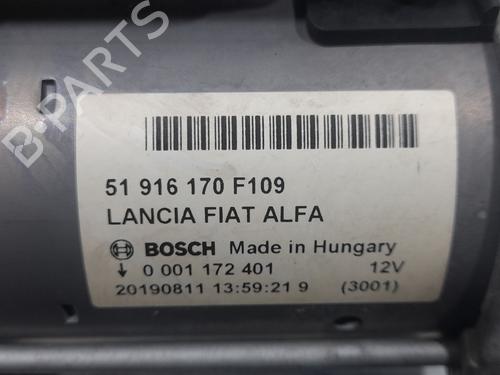 B-PARTS
51 916 170 F109
LANCIA FIAT ALFA
BOSCH Made in Hungary
↓ 0 001 172 401 12V
20190811 13:59:21 9 (3001)